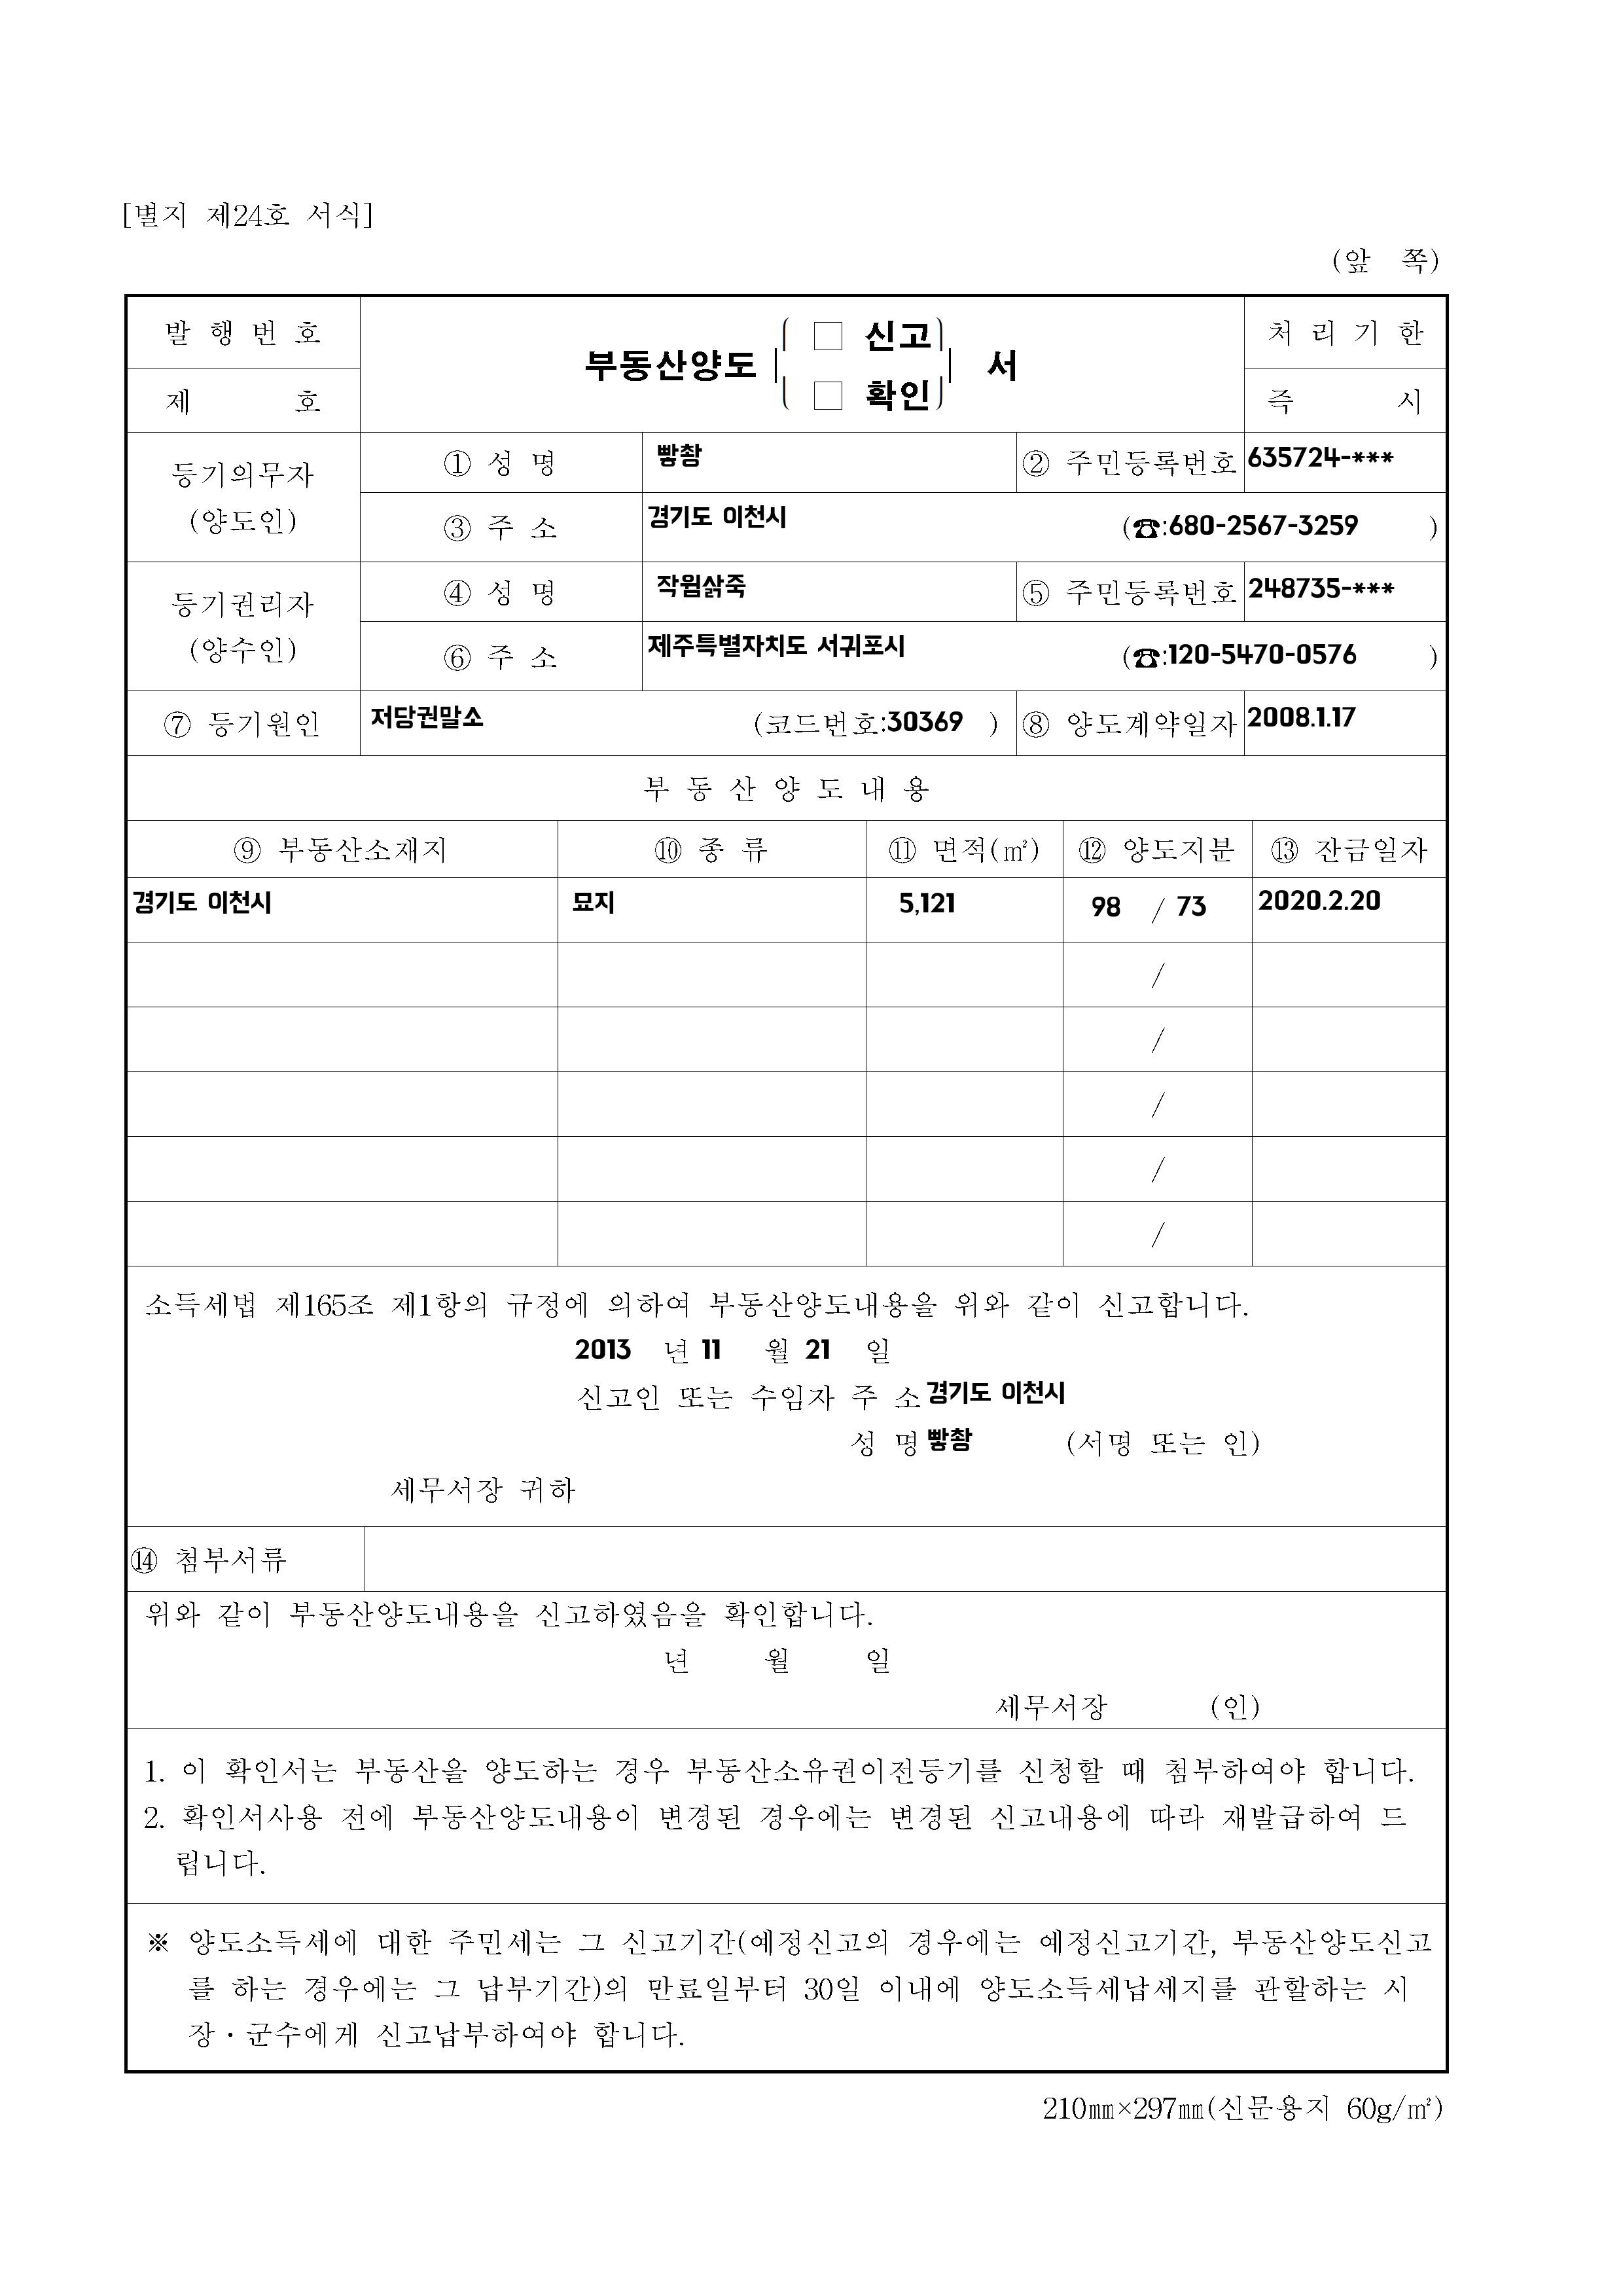 [별지 제24호 서식]
(앞 쪽)
발 행 번 호
제 호
부동산양도 □ 신고 □ 확인 서
처 리 기 한
즉 시
등기의무자
(양도인)
① 성 명
② 주민등록번호 635724-***
③ 주 소 경기도 이천시 (☎:680-2567-3259 )
등기권리자
(양수인)
④ 성 명 작웜삵죽 ⑤ 주민등록번호 248735-***
⑥ 주 소 제주특별자치도 서귀포시 (☎:120-5470-0576 )
⑦ 등기원인 저당권말소 (코드번호:30369 ) ⑧ 양도계약일자 2008.1.17
부 동 산 양 도 내 용
⑨ 부동산소재지 ⑩ 종 류 ⑪ 면적(㎡) ⑫ 양도지분 ⑬ 잔금일자
경기도 이천시 묘지 5,121 98 / 73 2020.2.20
/
/
/
/
/
소득세법 제165조 제1항의 규정에 의하여 부동산양도내용을 위와 같이 신고합니다.
2013 년 11 월 21 일
신고인 또는 수임자 주 소 경기도 이천시
성 명 (서명 또는 인)
세무서장 귀하
⑭ 첨부서류
위와 같이 부동산양도내용을 신고하였음을 확인합니다.
년 월 일
세무서장 (인)
1. 이 확인서는 부동산을 양도하는 경우 부동산소유권이전등기를 신청할 때 첨부하여야 합니다.
2. 확인서사용 전에 부동산양도내용이 변경된 경우에는 변경된 신고내용에 따라 재발급하여 드
립니다.
※ 양도소득세에 대한 주민세는 그 신고기간(예정신고의 경우에는 예정신고기간, 부동산양도신고
를 하는 경우에는 그 납부기간)의 만료일부터 30일 이내에 양도소득세납세지를 관할하는 시
장·군수에게 신고납부하여야 합니다.
210㎜×297㎜(신문용지 60g/㎡)